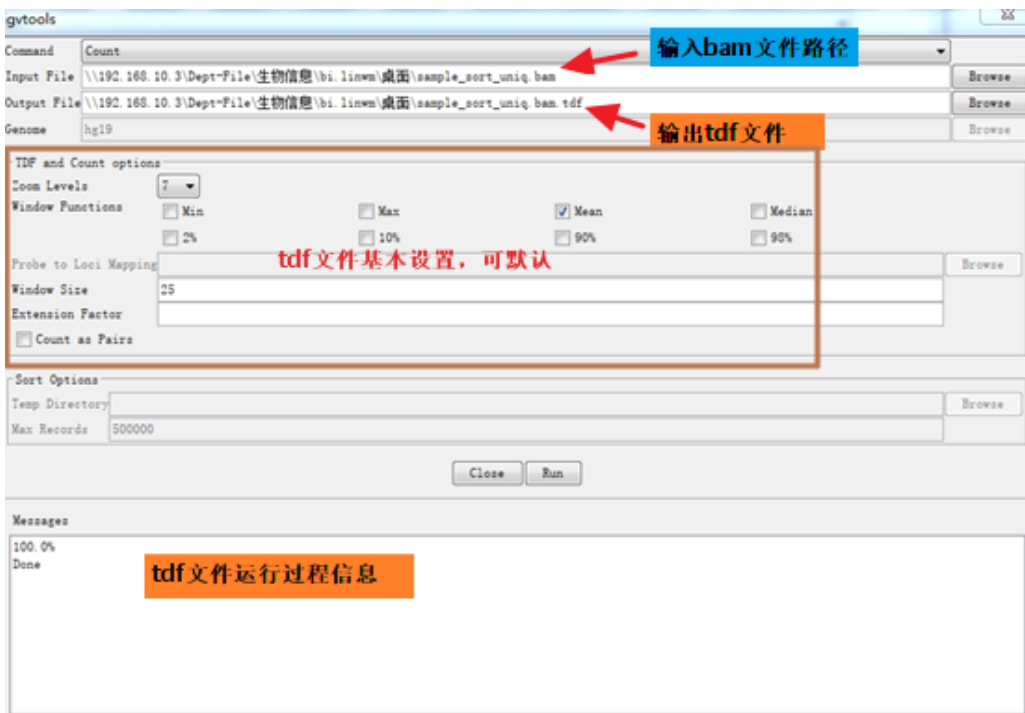 gvtools
Command Count
输入bam文件路径
Input File \\192.168.10.3\Dept-File\生物信息\bi.linwm\桌面\sample_sort_uniq.bam Browse
Output File \\192.168.10.3\Dept-File\生物信息\bi.linwm\桌面\sample_sort_uniq.bam.tdf Browse
输出tdf文件
Genome hg19 Browse
TDF and Count options
Zoom Levels 7
Window Functions Min Max Mean Median
2% 10% 90% 98%
tdf文件基本设置，可默认
Probe to Loci Mapping Browse
Window Size 25
Extension Factor
Count as Pairs
Sort Options
Temp Directory Browse
Max Records 500000
Close Run
Messages
100.0%
Done
tdf文件运行过程信息